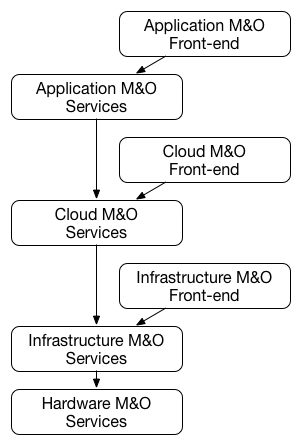 Application M&O
Front-end
Application M&O
Services
Cloud M&O
Front-end
Cloud M&O
Services
Infrastructure M&O
Front-end
Infrastructure M&O
Services
Hardware M&O
Services